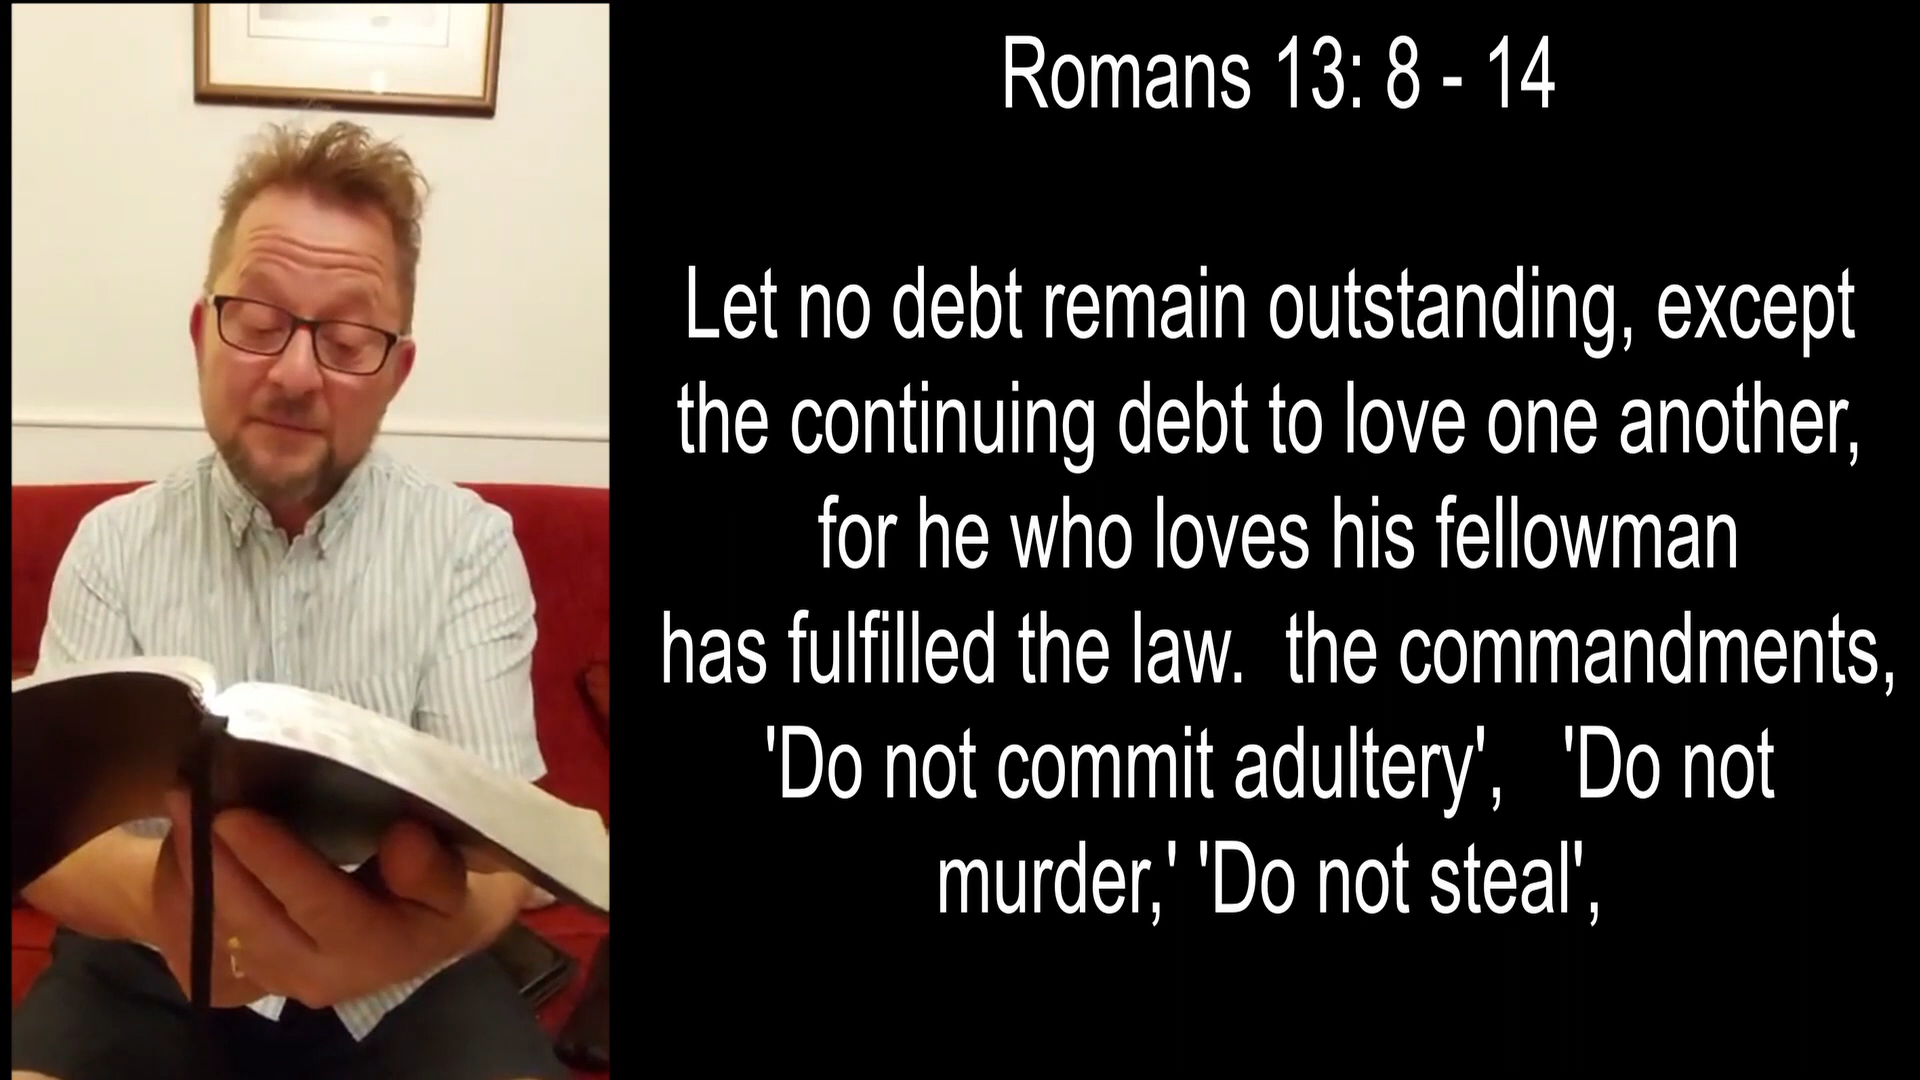 Romans 13: 8 - 14
Let no debt remain outstanding, except
the continuing debt to love one another,
for he who loves his fellowman
has fulfilled the law.  the commandments,
'Do not commit adultery',   'Do not
murder,' 'Do not steal',